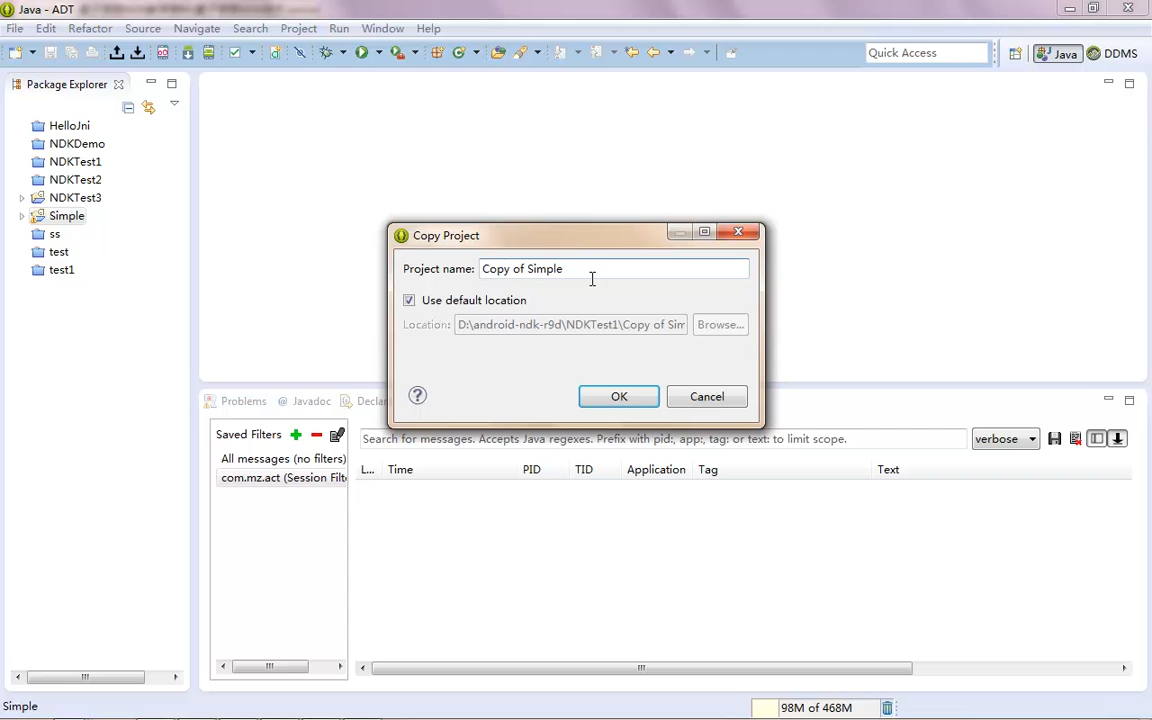 Java - ADT
File Edit Refactor Source Navigate Search Project Run Window Help
Quick Access
Java
DDMS
Package Explorer
HelloJni
NDKDemo
NDKTest1
NDKTest2
NDKTest3
Simple
ss
test
test1
Copy Project
Project name: Copy of Simple
Use default location
Location: D:\android-ndk-r9d\NDKTest1\Copy of Sim
Browse...
?
OK
Cancel
Problems @ Javadoc Declar
Saved Filters
All messages (no filters)
com.mz.act (Session Filte
Search for messages. Accepts Java regexes. Prefix with pid:, app:, tag: or text: to limit scope.
verbose
L... Time PID TID Application Tag Text
Simple
98M of 468M